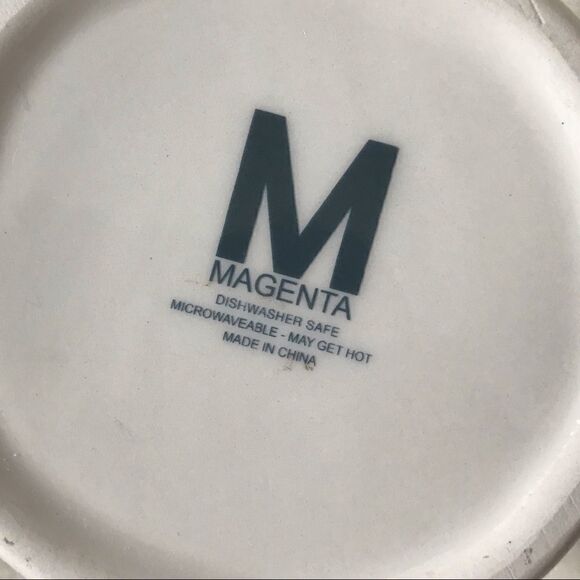 M
MAGENTA
DISHWASHER SAFE
MICROWAVEABLE - MAY GET HOT
MADE IN CHINA